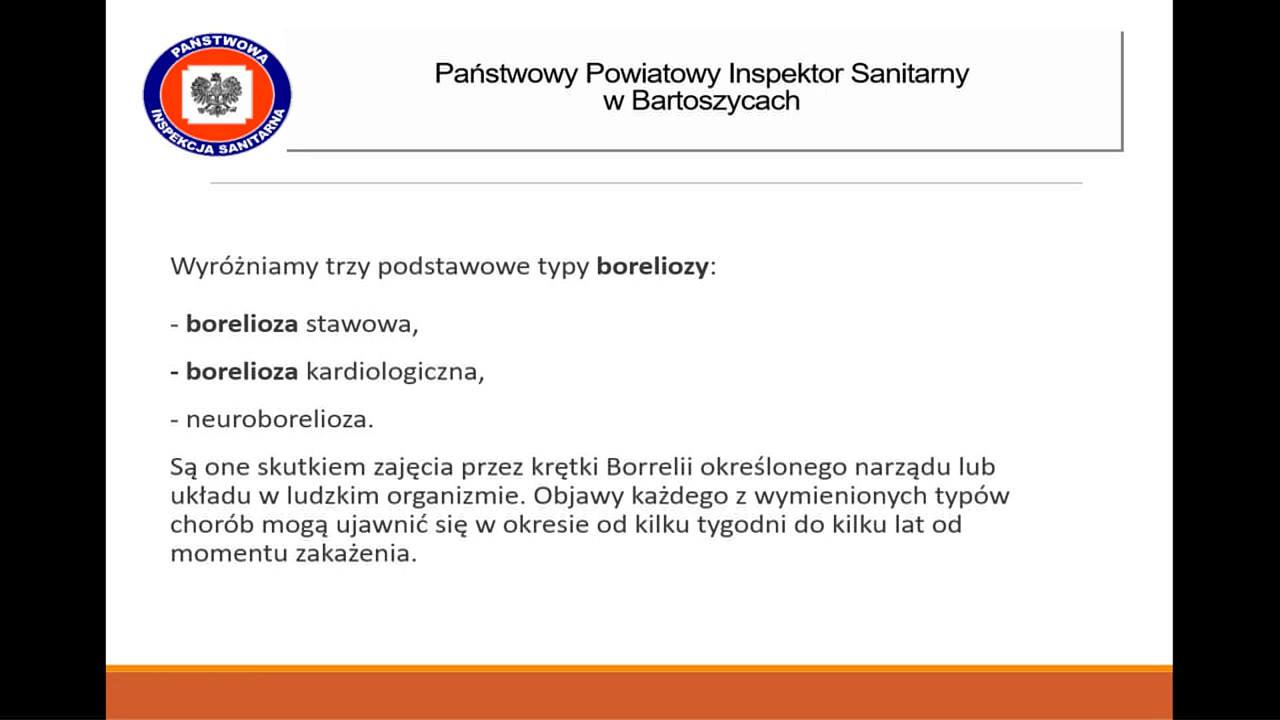 PAŃSTWOWA
INSPEKCJA SANITARNA
Państwowy Powiatowy Inspektor Sanitarny
w Bartoszycach
Wyróżniamy trzy podstawowe typy boreliozy:
- borelioza stawowa,
- borelioza kardiologiczna,
- neuroborelioza.
Są one skutkiem zajęcia przez krętki Borrelii określonego narządu lub
układu w ludzkim organizmie. Objawy każdego z wymienionych typów
chorób mogą ujawnić się w okresie od kilku tygodni do kilku lat od
momentu zakażenia.